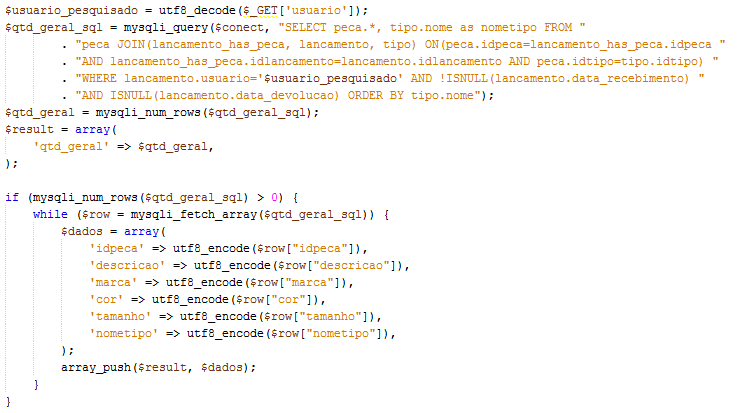 $usuario_pesquisado = utf8_decode($_GET['usuario']);
$qtd_geral_sql = mysqli_query($conect, "SELECT peca.*, tipo.nome as nometipo FROM "
        . "peca JOIN(lancamento_has_peca, lancamento, tipo) ON(peca.idpeca=lancamento_has_peca.idpeca "
        . "AND lancamento_has_peca.idlancamento=lancamento.idlancamento AND peca.idtipo=tipo.idtipo) "
        . "WHERE lancamento.usuario='$usuario_pesquisado' AND !ISNULL(lancamento.data_recebimento) "
        . "AND ISNULL(lancamento.data_devolucao) ORDER BY tipo.nome");
$qtd_geral = mysqli_num_rows($qtd_geral_sql);
$result = array(
    'qtd_geral' => $qtd_geral,
);

if (mysqli_num_rows($qtd_geral_sql) > 0) {
    while ($row = mysqli_fetch_array($qtd_geral_sql)) {
        $dados = array(
            'idpeca' => utf8_encode($row["idpeca"]),
            'descricao' => utf8_encode($row["descricao"]),
            'marca' => utf8_encode($row["marca"]),
            'cor' => utf8_encode($row["cor"]),
            'tamanho' => utf8_encode($row["tamanho"]),
            'nometipo' => utf8_encode($row["nometipo"]),
        );
        array_push($result, $dados);
    }
}